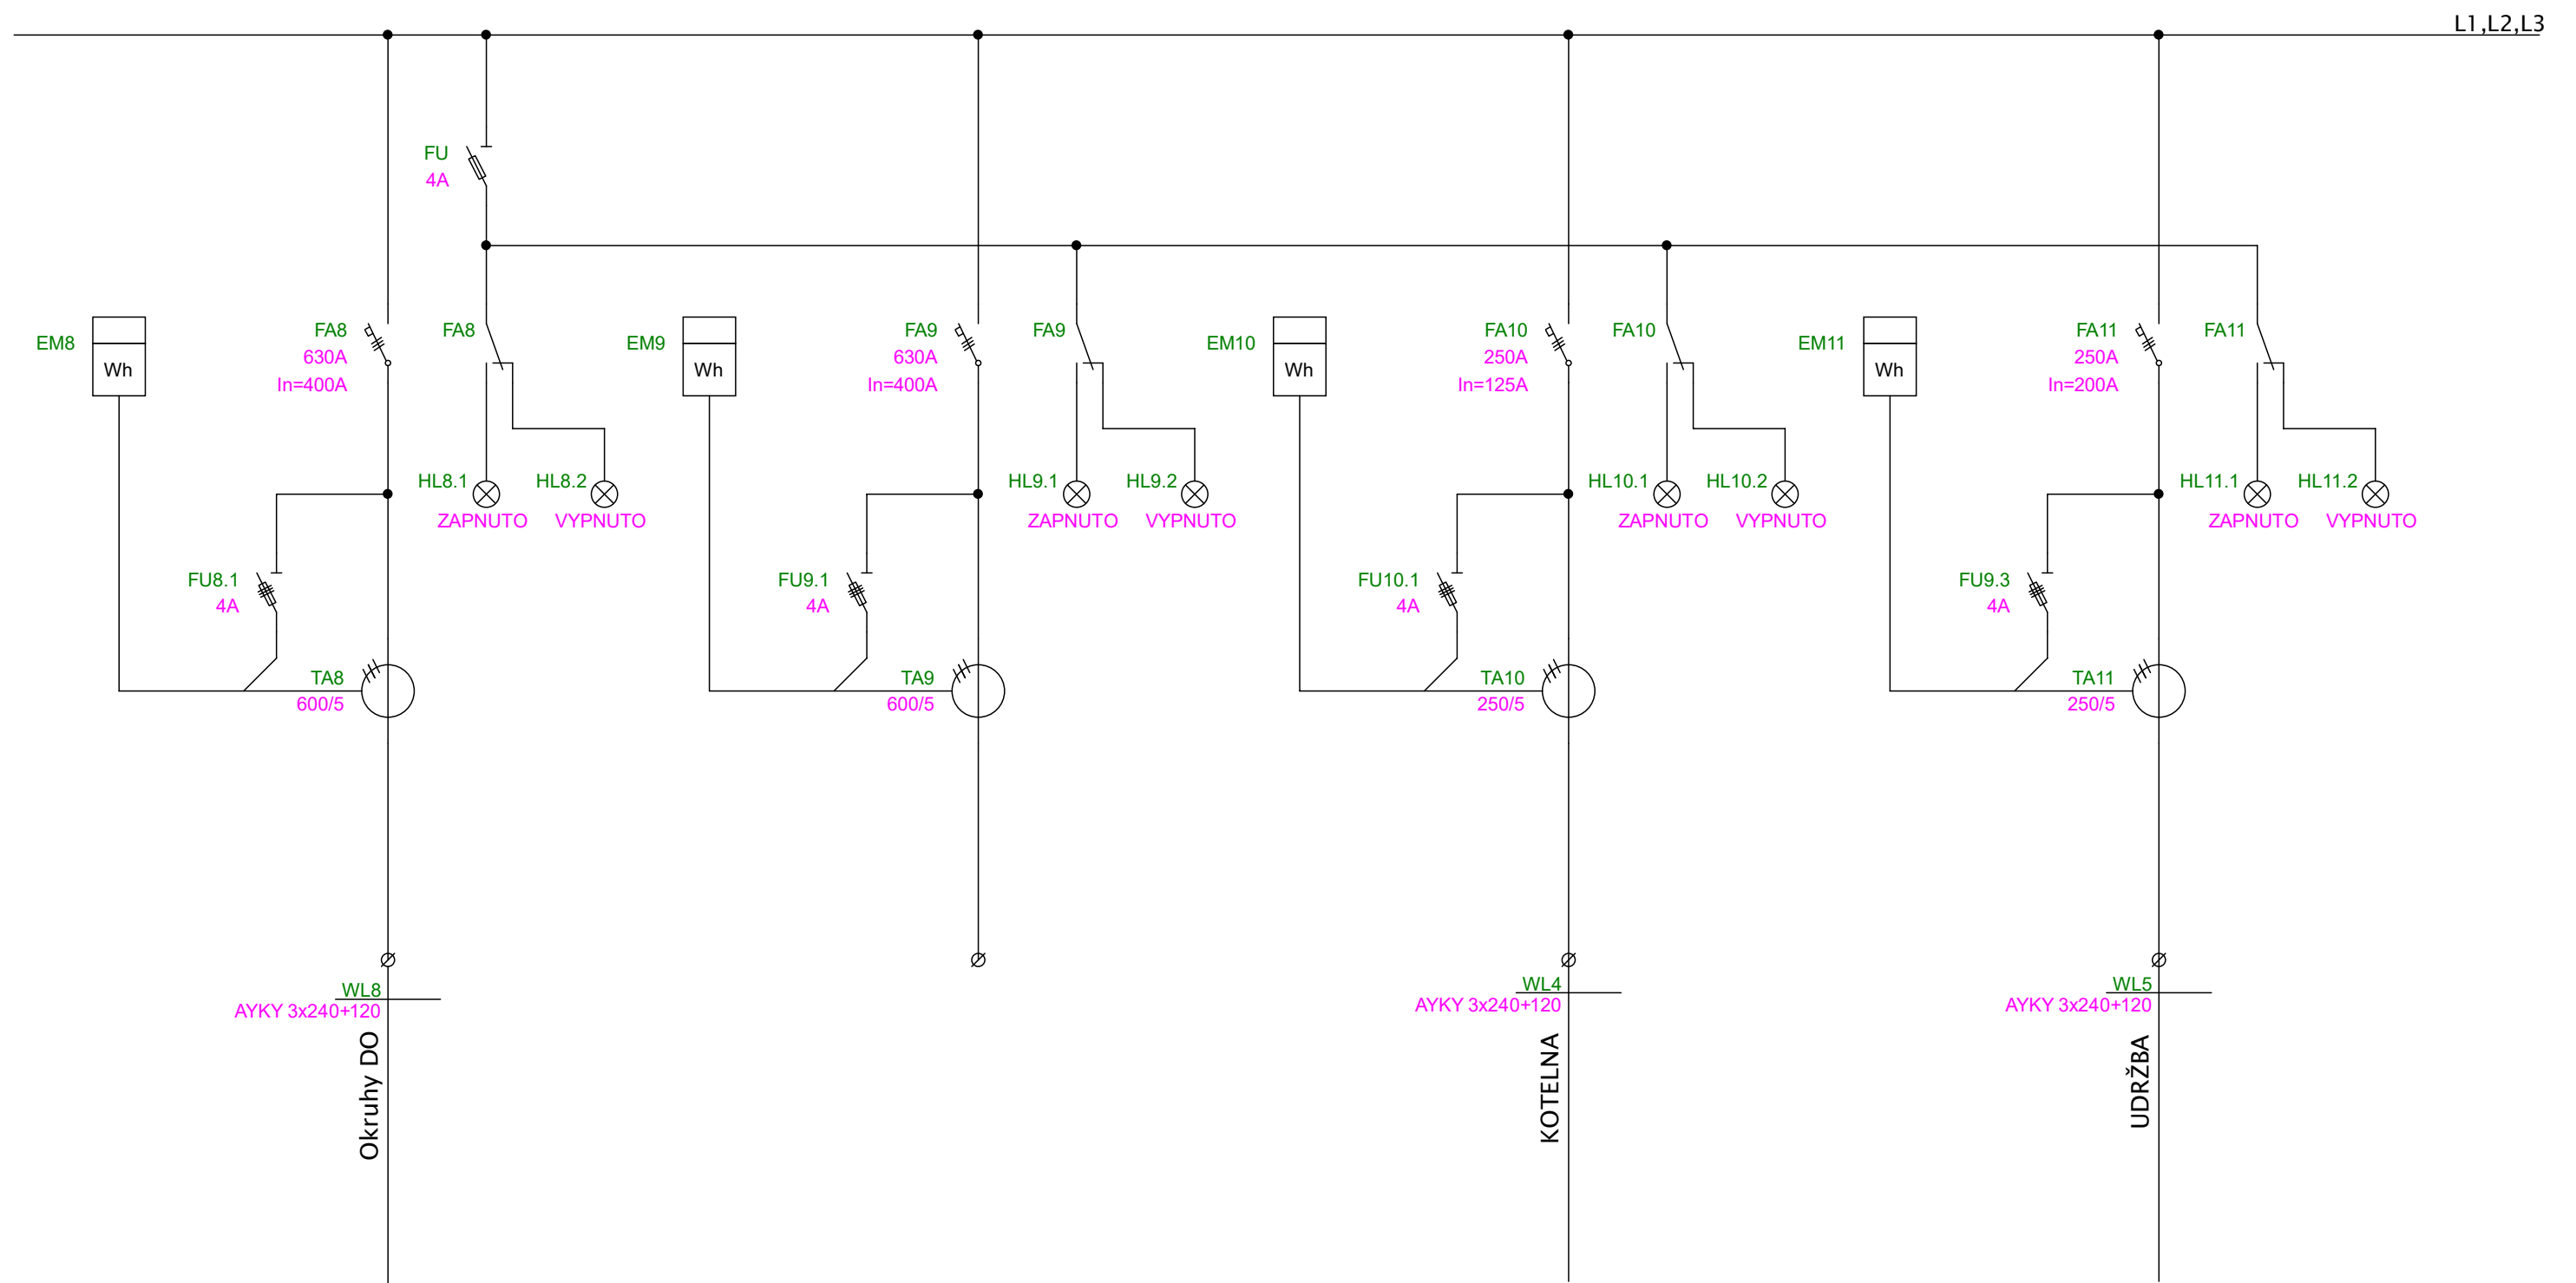 L1,L2,L3
FU
4A
EM8
Wh
FA8
630A
In=400A
FA8
HL8.1
ZAPNUTO
HL8.2
VYPNUTO
FU8.1
4A
TA8
600/5
WL8
AYKY 3x240+120
Okruhy DO
EM9
Wh
FA9
630A
In=400A
FA9
HL9.1
ZAPNUTO
HL9.2
VYPNUTO
FU9.1
4A
TA9
600/5
EM10
Wh
FA10
250A
In=125A
FA10
HL10.1
ZAPNUTO
HL10.2
VYPNUTO
FU10.1
4A
TA10
250/5
WL4
AYKY 3x240+120
KOTELNA
EM11
Wh
FA11
250A
In=200A
FA11
HL11.1
ZAPNUTO
HL11.2
VYPNUTO
FU9.3
4A
TA11
250/5
WL5
AYKY 3x240+120
UDRŽBA